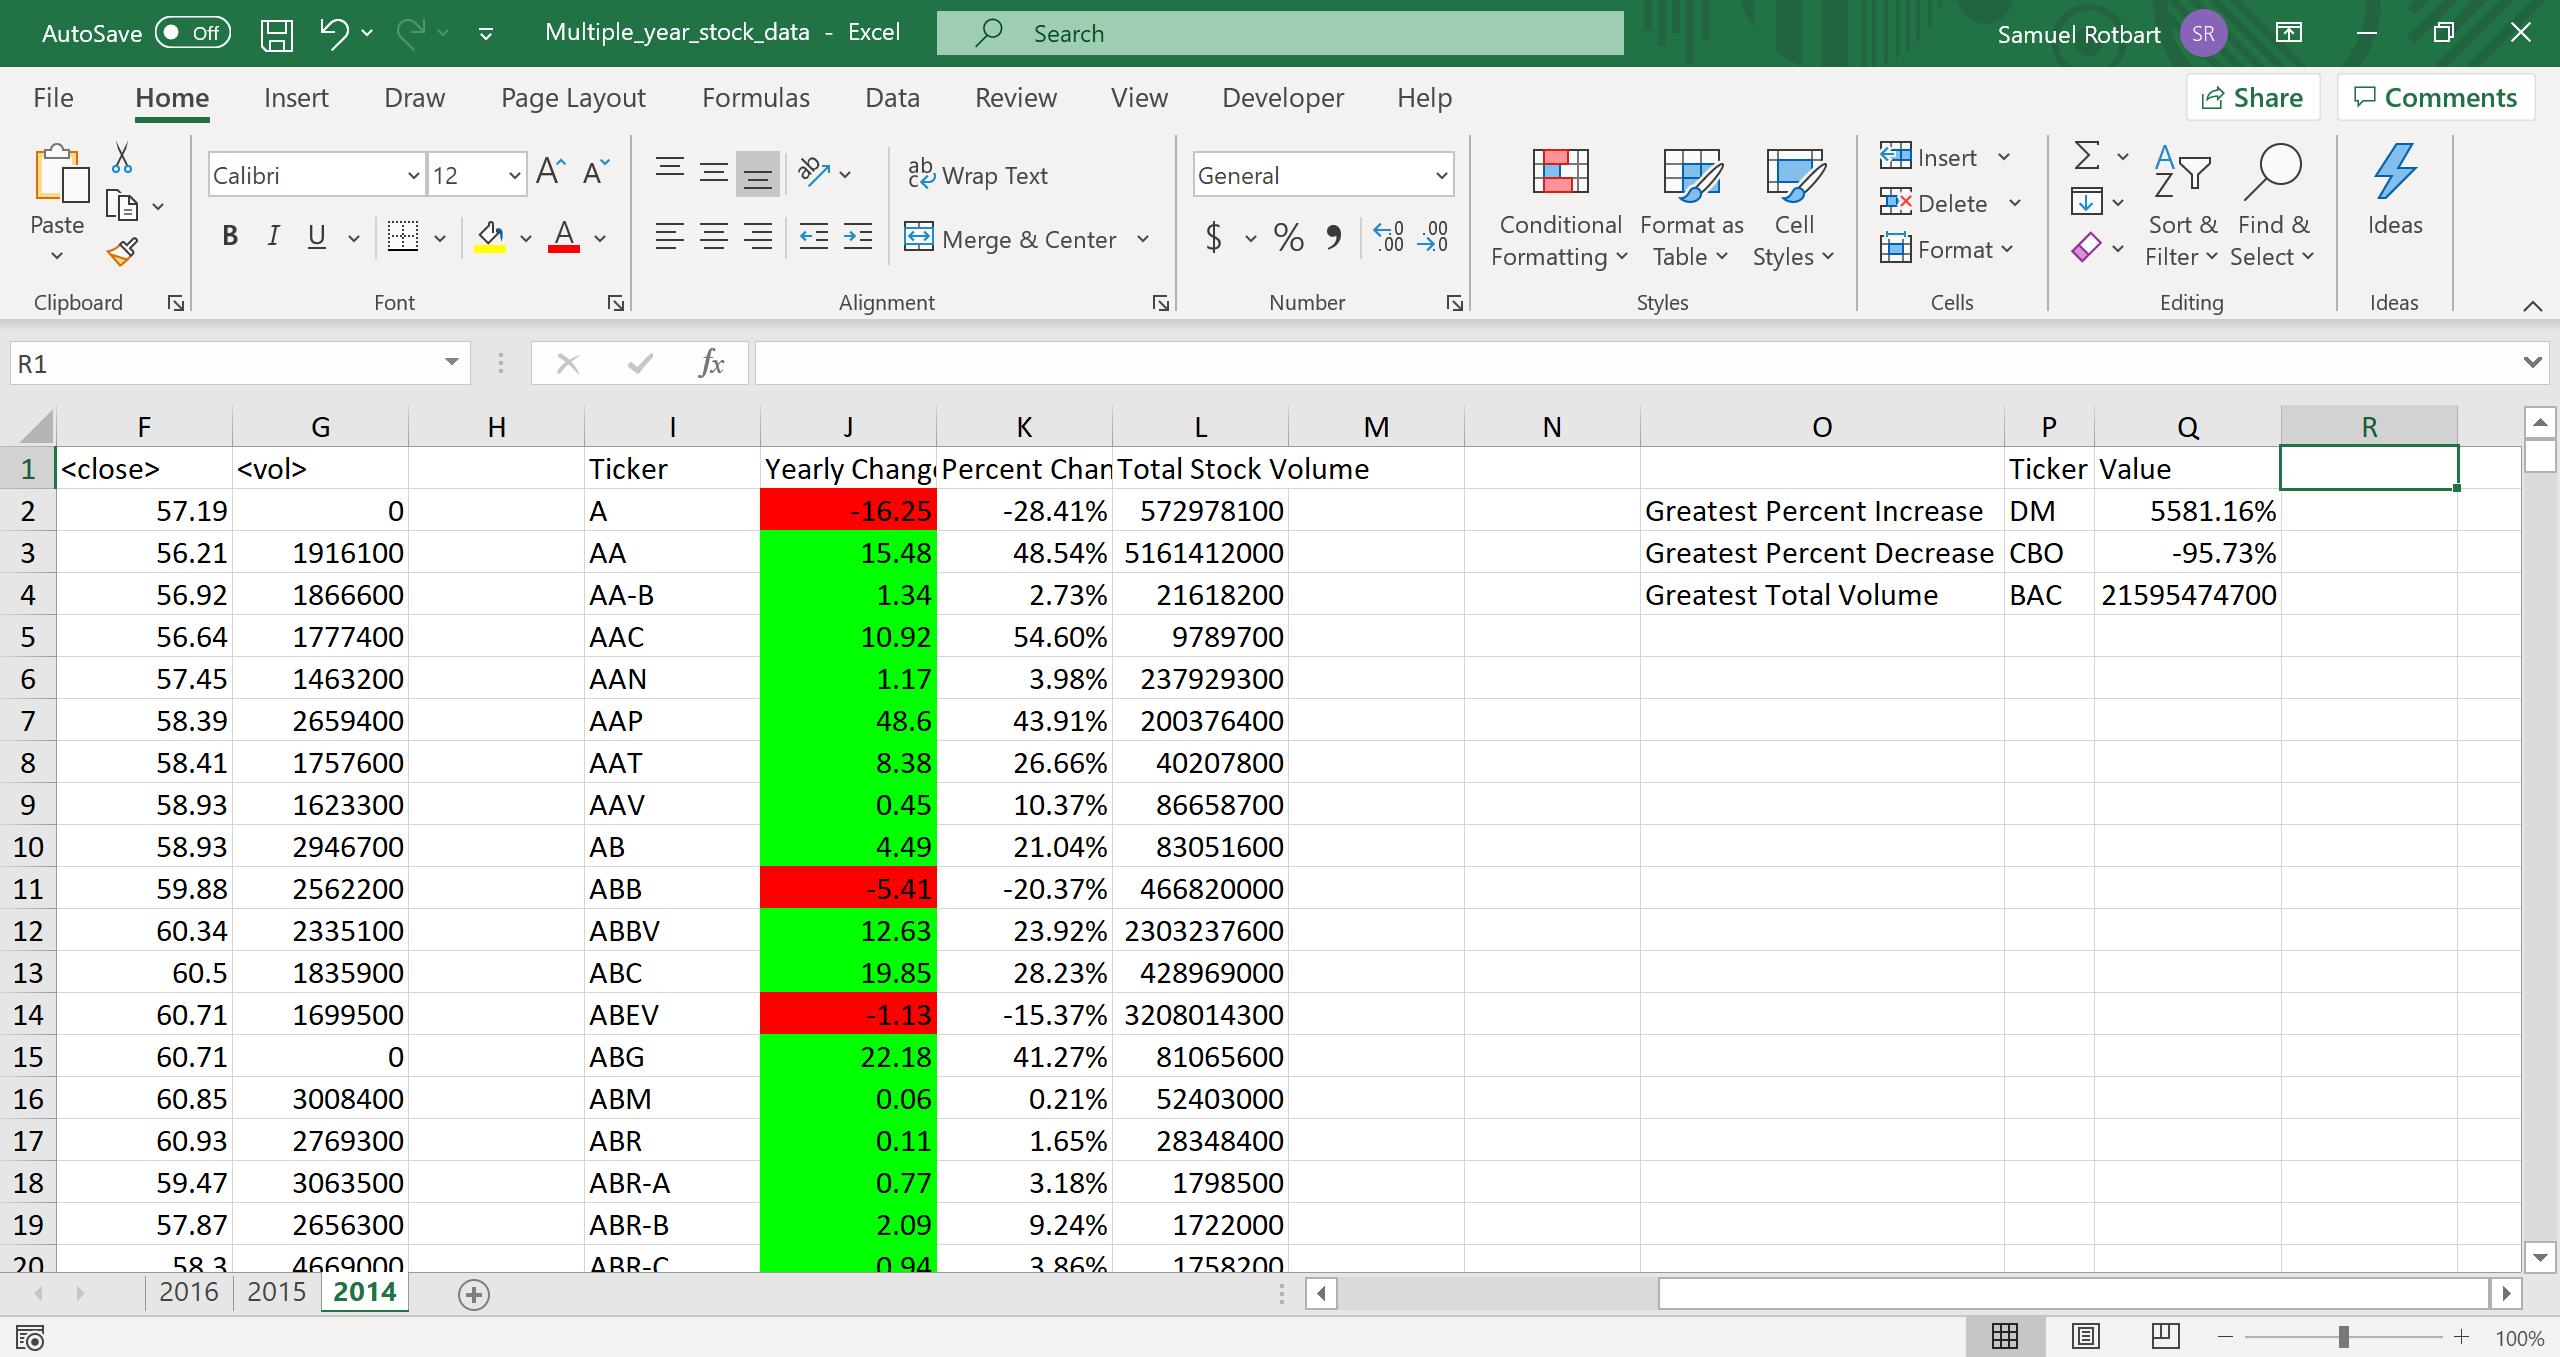 AutoSave Off Multiple_year_stock_data - Excel Search Samuel Rotbart SR
File Home Insert Draw Page Layout Formulas Data Review View Developer Help Share Comments
Paste
Clipboard
Calibri 12
B I U A
Font
Wrap Text
Merge & Center
Alignment
General
$ % 9 .00 .0
Number
Conditional Formatting
Format as Table
Cell Styles
Styles
Insert
Delete
Format
Cells
Sort & Filter
Find & Select
Editing
Ideas
Ideas
R1 fx
F G H I J K L M N O P Q R
1 <close> <vol> Ticker Yearly Change Percent Chan Total Stock Volume Ticker Value
2 57.19 0 A -16.25 -28.41% 572978100 Greatest Percent Increase DM 5581.16%
3 56.21 1916100 AA 15.48 48.54% 5161412000 Greatest Percent Decrease CBO -95.73%
4 56.92 1866600 AA-B 1.34 2.73% 21618200 Greatest Total Volume BAC 21595474700
5 56.64 1777400 AAC 10.92 54.60% 9789700
6 57.45 1463200 AAN 1.17 3.98% 237929300
7 58.39 2659400 AAP 48.6 43.91% 200376400
8 58.41 1757600 AAT 8.38 26.66% 40207800
9 58.93 1623300 AAV 0.45 10.37% 86658700
10 58.93 2946700 AB 4.49 21.04% 83051600
11 59.88 2562200 ABB -5.41 -20.37% 466820000
12 60.34 2335100 ABBV 12.63 23.92% 2303237600
13 60.5 1835900 ABC 19.85 28.23% 428969000
14 60.71 1699500 ABEV -1.13 -15.37% 3208014300
15 60.71 0 ABG 22.18 41.27% 81065600
16 60.85 3008400 ABM 0.06 0.21% 52403000
17 60.93 2769300 ABR 0.11 1.65% 28348400
18 59.47 3063500 ABR-A 0.77 3.18% 1798500
19 57.87 2656300 ABR-B 2.09 9.24% 1722000
20 58.3 4669000 ABR-C 0.94 3.86% 1758200
2016 2015 2014
100%